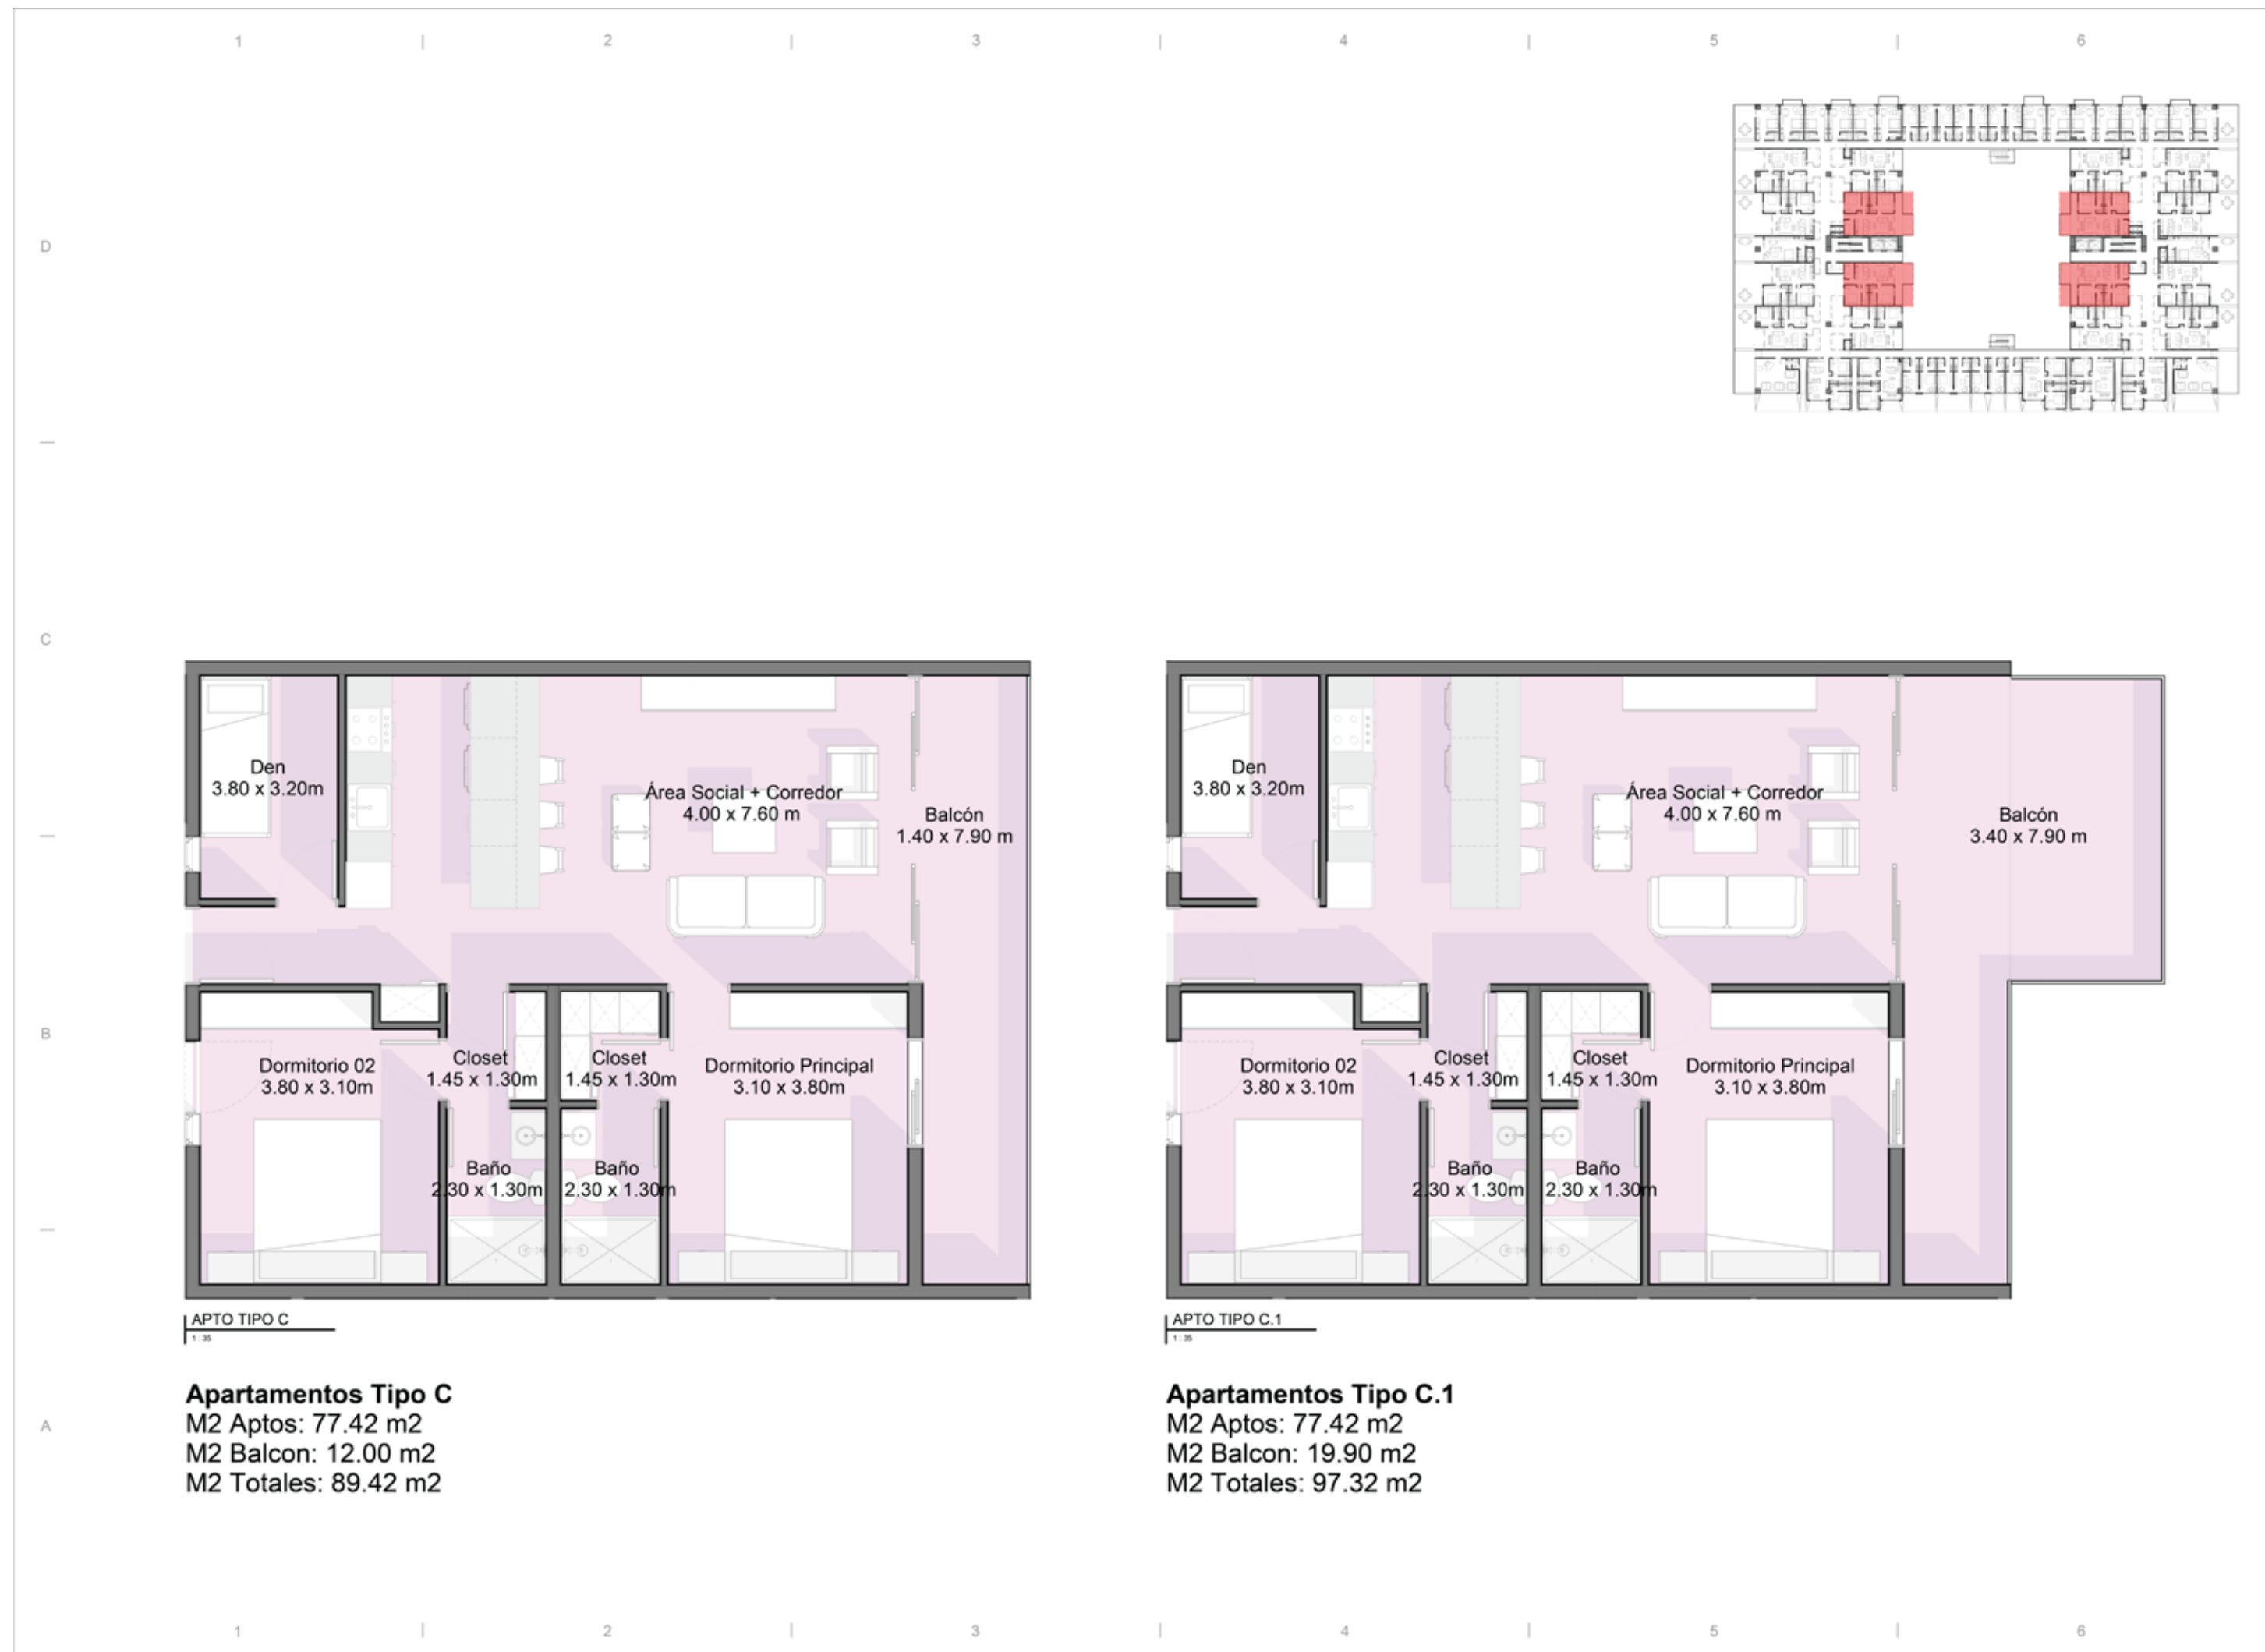 1 2 3 4 5 6
D
C
B
A
Den
3.80 x 3.20m
Área Social + Corredor
4.00 x 7.60 m
Balcón
1.40 x 7.90 m
Dormitorio 02
3.80 x 3.10m
Closet
1.45 x 1.30m
Closet
1.45 x 1.30m
Dormitorio Principal
3.10 x 3.80m
Baño
2.30 x 1.30m
Baño
2.30 x 1.30m
APTO TIPO C
1 : 35
Apartamentos Tipo C
M2 Aptos: 77.42 m2
M2 Balcon: 12.00 m2
M2 Totales: 89.42 m2
Den
3.80 x 3.20m
Área Social + Corredor
4.00 x 7.60 m
Balcón
3.40 x 7.90 m
Dormitorio 02
3.80 x 3.10m
Closet
1.45 x 1.30m
Closet
1.45 x 1.30m
Dormitorio Principal
3.10 x 3.80m
Baño
2.30 x 1.30m
Baño
2.30 x 1.30m
APTO TIPO C.1
1 : 35
Apartamentos Tipo C.1
M2 Aptos: 77.42 m2
M2 Balcon: 19.90 m2
M2 Totales: 97.32 m2
1 2 3 4 5 6